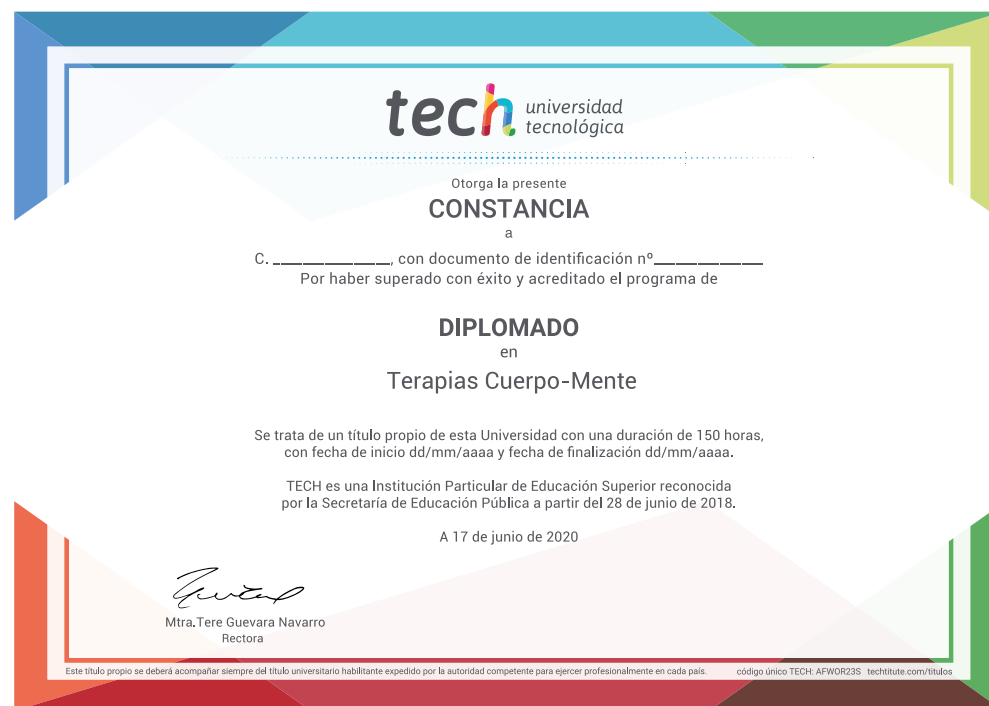 tech universidad
tecnológica
Otorga la presente
CONSTANCIA
a
C. ______________, con documento de identificación nº_____________
Por haber superado con éxito y acreditado el programa de
DIPLOMADO
en
Terapias Cuerpo-Mente
Se trata de un título propio de esta Universidad con una duración de 150 horas,
con fecha de inicio dd/mm/aaaa y fecha de finalización dd/mm/aaaa.
TECH es una Institución Particular de Educación Superior reconocida
por la Secretaría de Educación Pública a partir del 28 de junio de 2018.
A 17 de junio de 2020
Mtra.Tere Guevara Navarro
Rectora
Este título propio se deberá acompañar siempre del título universitario habilitante expedido por la autoridad competente para ejercer profesionalmente en cada país. código único TECH: AFWOR23S techtitute.com/titulos